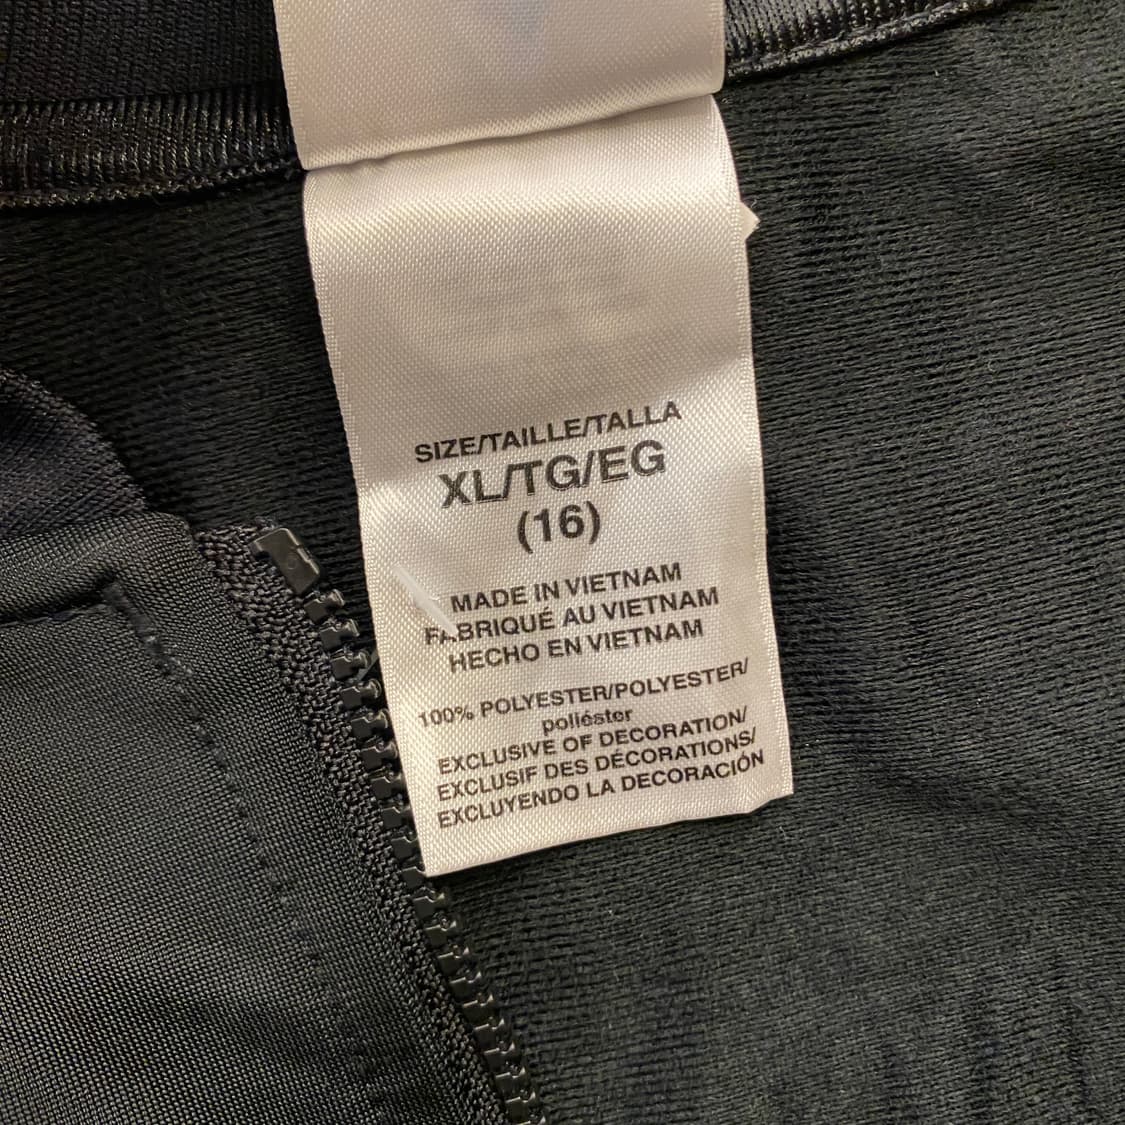 SIZE/TAILLE/TALLA
XL/TG/EG
(16)
MADE IN VIETNAM
FABRIQUÉ AU VIETNAM
HECHO EN VIETNAM
100% POLYESTER/POLYESTER/
poliéster
EXCLUSIVE OF DECORATION/
EXCLUSIF DES DÉCORATIONS/
EXCLUYENDO LA DECORACIÓN